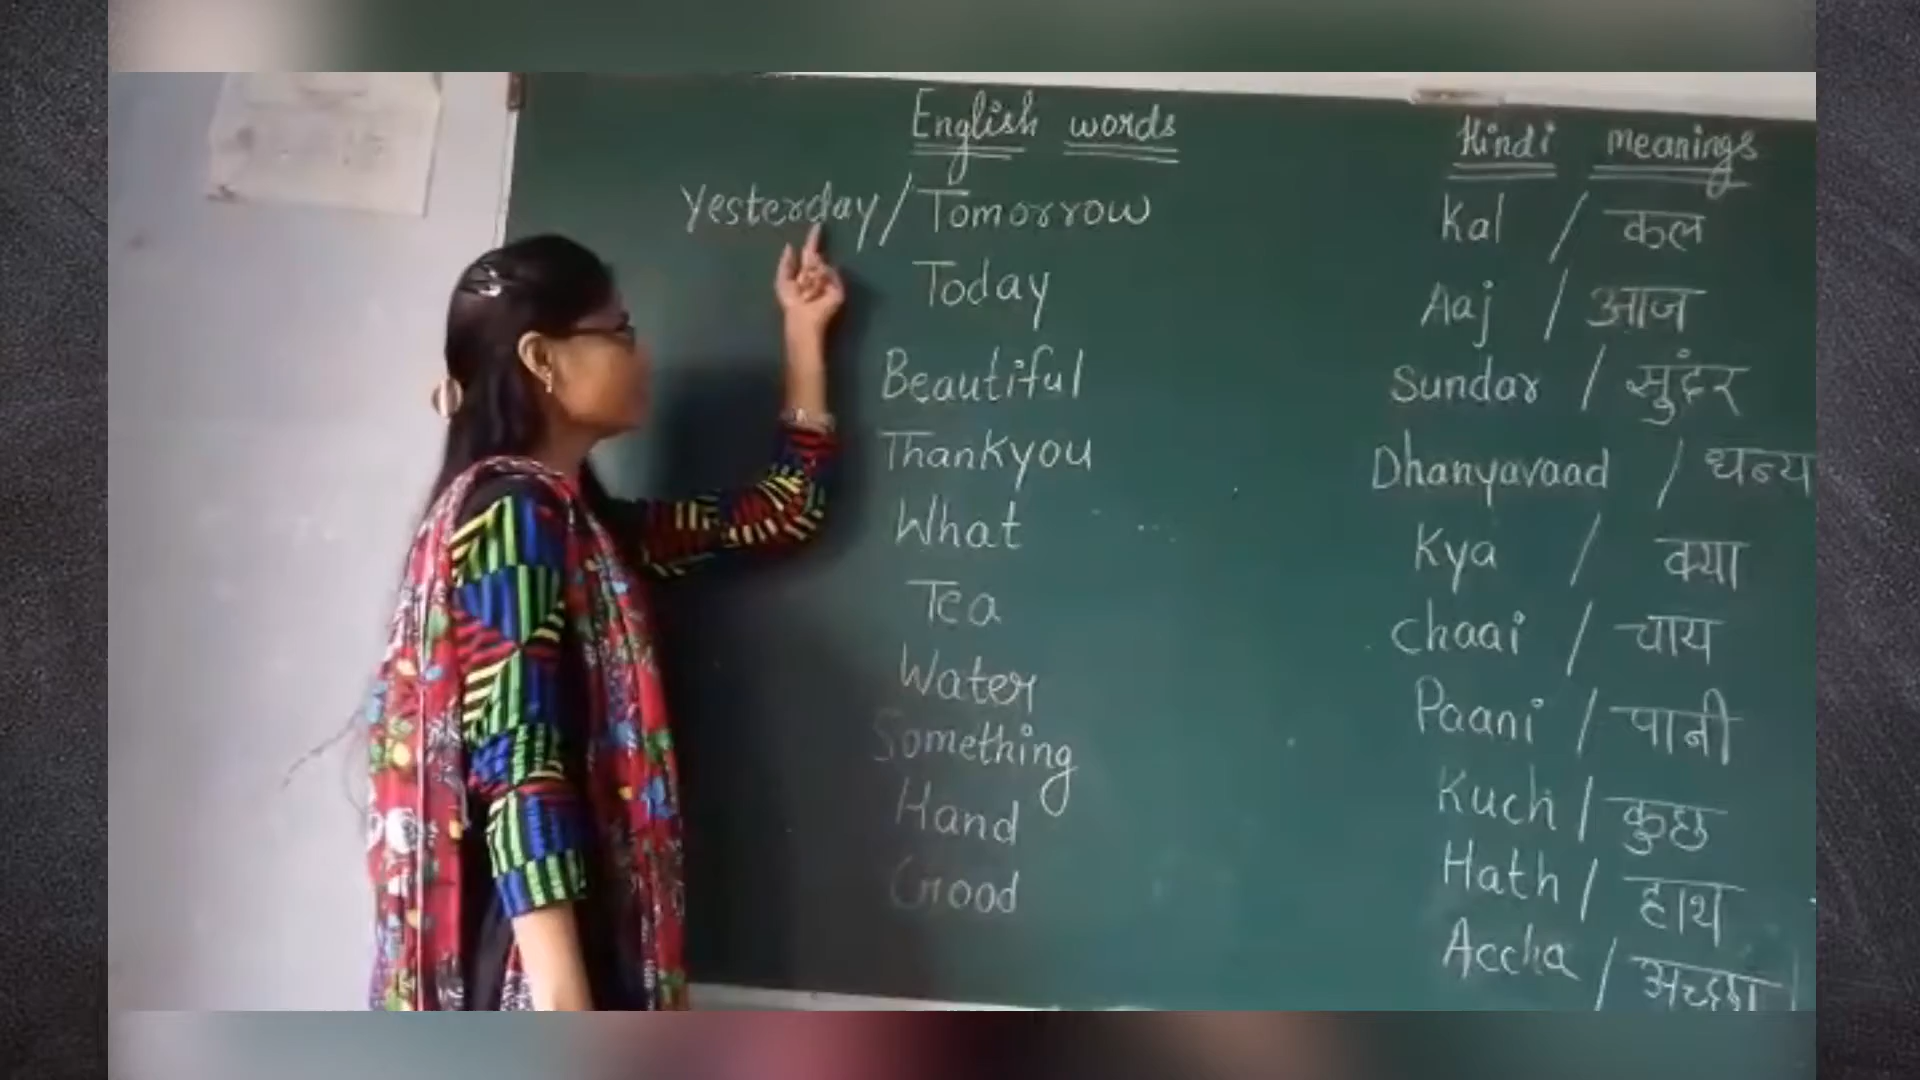 English words Hindi meanings
Yesterday/Tomorrow Kal / कल
Today Aaj / आज
Beautiful Sundar / सुंदर
Thankyou Dhanyavaad / धन्य
What Kya / क्या
Tea Chaai / चाय
Water Paani / पानी
Something Kuch / कुछ
Hand Hath / हाथ
Good Accha / अच्छा